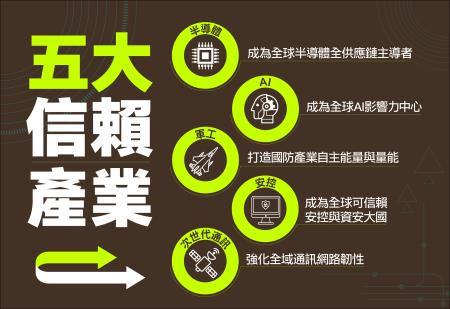 五大
信賴
產業
半導體
成為全球半導體全供應鏈主導者
AI
成為全球AI影響力中心
軍工
打造國防產業自主能量與量能
安控
成為全球可信賴
安控與資安大國
次世代通訊
強化全域通訊網路韌性